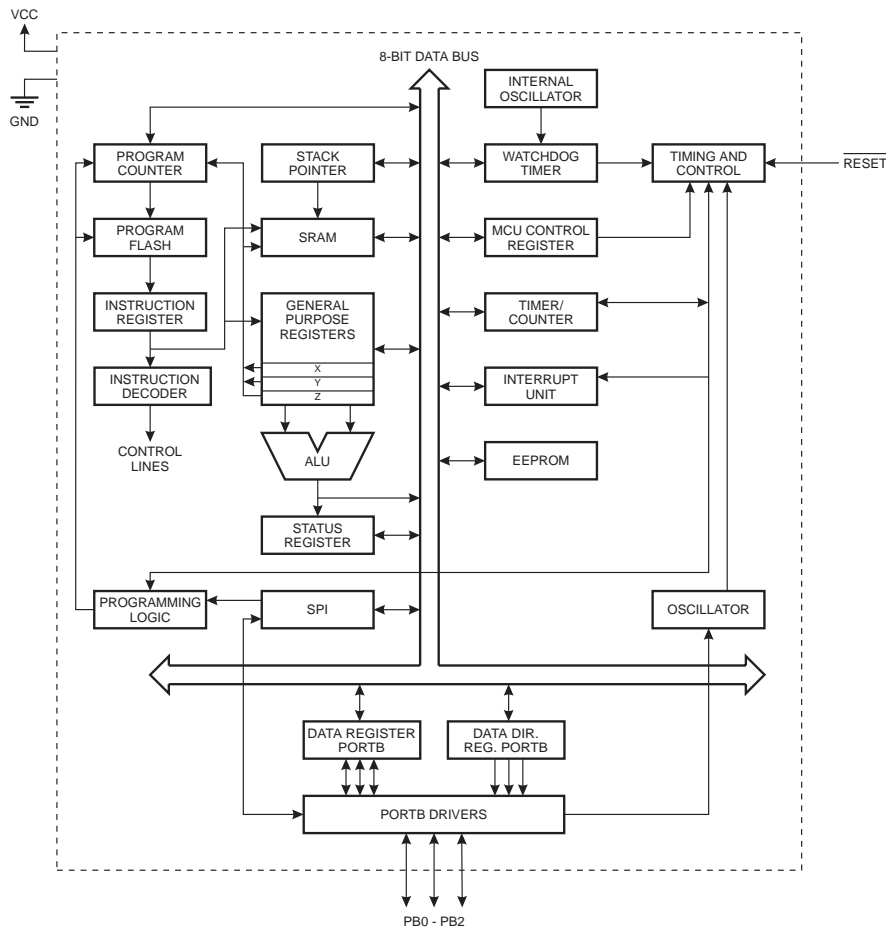 VCC
GND
8-BIT DATA BUS
INTERNAL
OSCILLATOR
PROGRAM
COUNTER
STACK
POINTER
WATCHDOG
TIMER
TIMING AND
CONTROL
RESET
PROGRAM
FLASH
SRAM
MCU CONTROL
REGISTER
INSTRUCTION
REGISTER
GENERAL
PURPOSE
REGISTERS
X
Y
Z
TIMER/
COUNTER
INSTRUCTION
DECODER
INTERRUPT
UNIT
CONTROL
LINES
ALU
EEPROM
STATUS
REGISTER
PROGRAMMING
LOGIC
SPI
OSCILLATOR
DATA REGISTER
PORTB
DATA DIR.
REG. PORTB
PORTB DRIVERS
PB0 - PB2